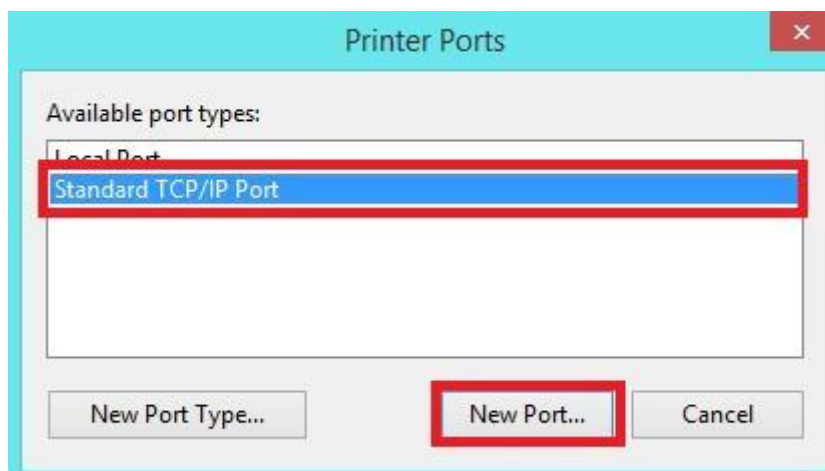 Printer Ports
Available port types:
Local Port
Standard TCP/IP Port
New Port Type... New Port... Cancel